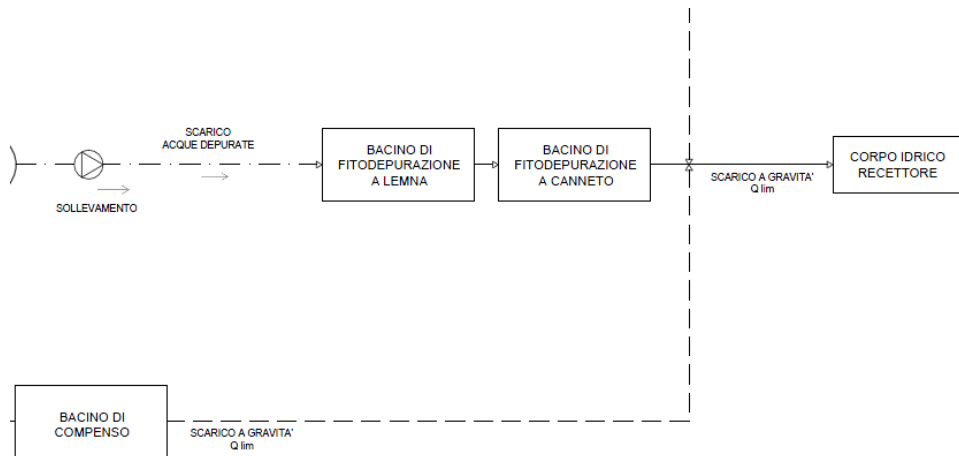 SCARICO
ACQUE DEPURATE
SOLLEVAMENTO
BACINO DI
FITODEPURAZIONE
A LEMNA
BACINO DI
FITODEPURAZIONE
A CANNETO
SCARICO A GRAVITA'
Q lim
CORPO IDRICO
RECETTORE
BACINO DI
COMPENSO
SCARICO A GRAVITA'
Q lim